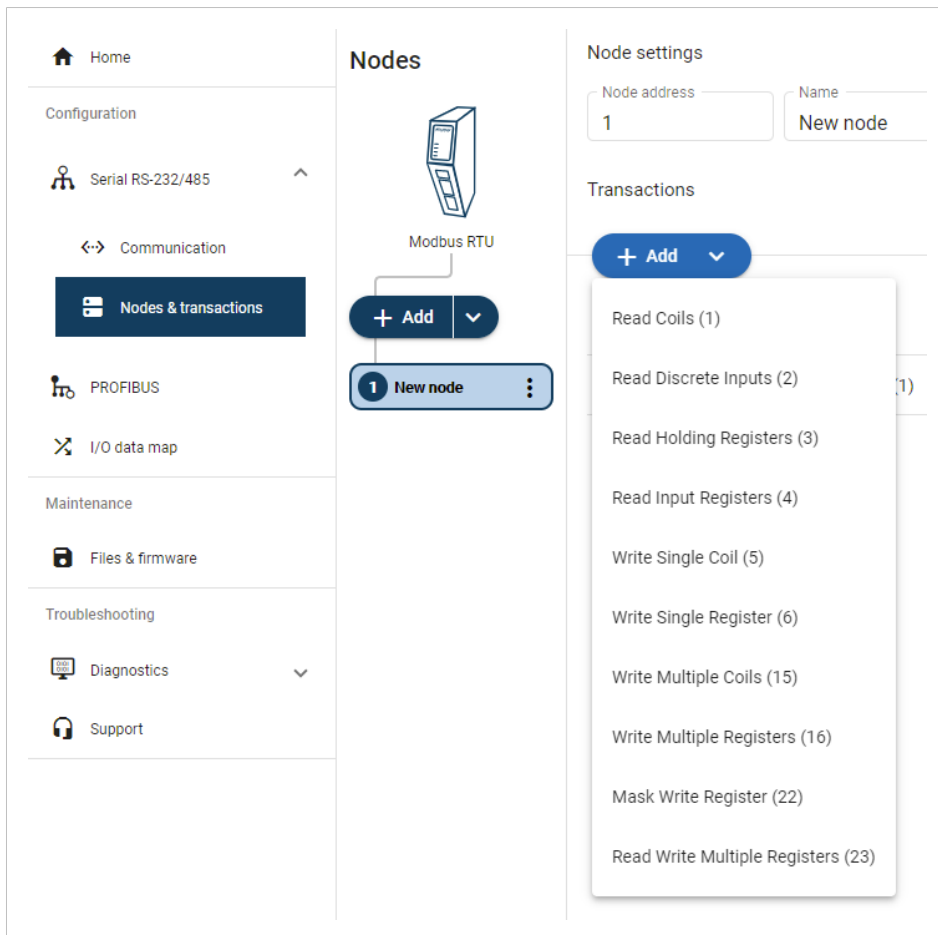 Home
Configuration
Serial RS-232/485
Communication
Nodes & transactions
PROFIBUS
I/O data map
Maintenance
Files & firmware
Troubleshooting
Diagnostics
Support
Nodes
Modbus RTU
+ Add
1 New node
Node settings
Node address
1
Name
New node
Transactions
+ Add
Read Coils (1)
Read Discrete Inputs (2)
(1)
Read Holding Registers (3)
Read Input Registers (4)
Write Single Coil (5)
Write Single Register (6)
Write Multiple Coils (15)
Write Multiple Registers (16)
Mask Write Register (22)
Read Write Multiple Registers (23)